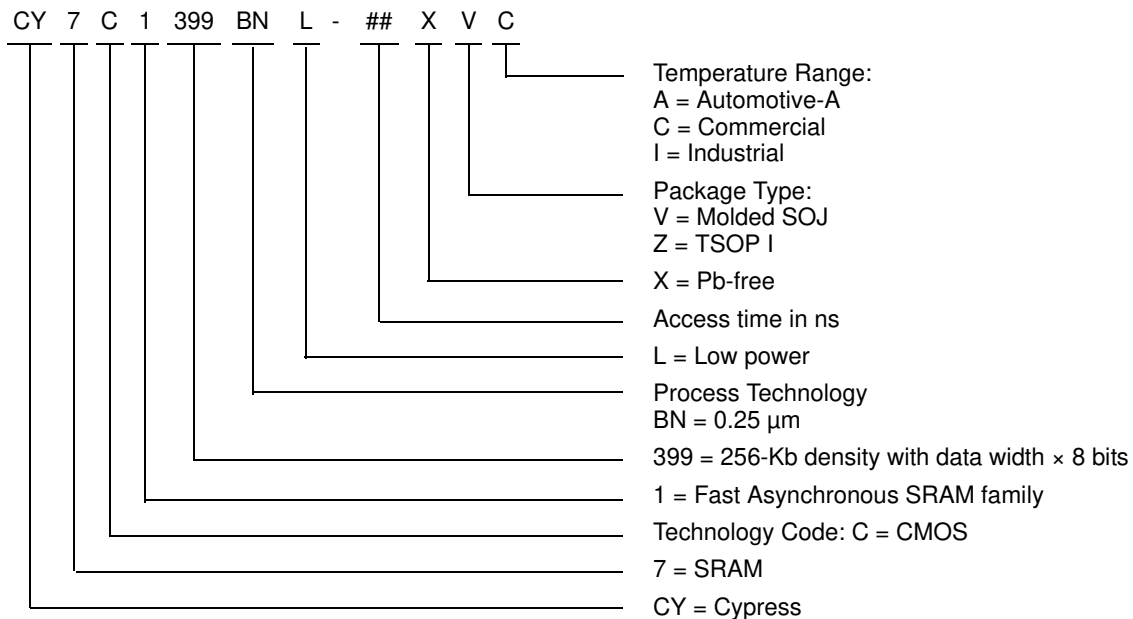 CY 7 C 1 399 BN L - ## X V C
Temperature Range:
A = Automotive-A
C = Commercial
I = Industrial
Package Type:
V = Molded SOJ
Z = TSOP I
X = Pb-free
Access time in ns
L = Low power
Process Technology
BN = 0.25 µm
399 = 256-Kb density with data width × 8 bits
1 = Fast Asynchronous SRAM family
Technology Code: C = CMOS
7 = SRAM
CY = Cypress